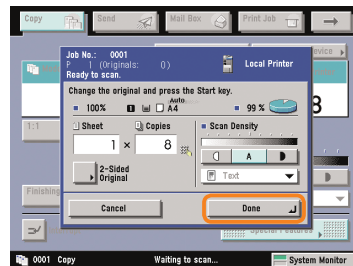 Copy
Send
Mail Box
Print Job
Job No.: 0001
P 1 (Originals: 0)
Ready to scan.
Local Printer
Change the original and press the Start key.
100%
Auto
A4
99 %
8
1:1
Sheet
Copies
1 × 8
Scan Density
A
2-Sided
Original
Text
Finishing
Cancel
Done
Special Features
0001 Copy
Waiting to scan...
System Monitor